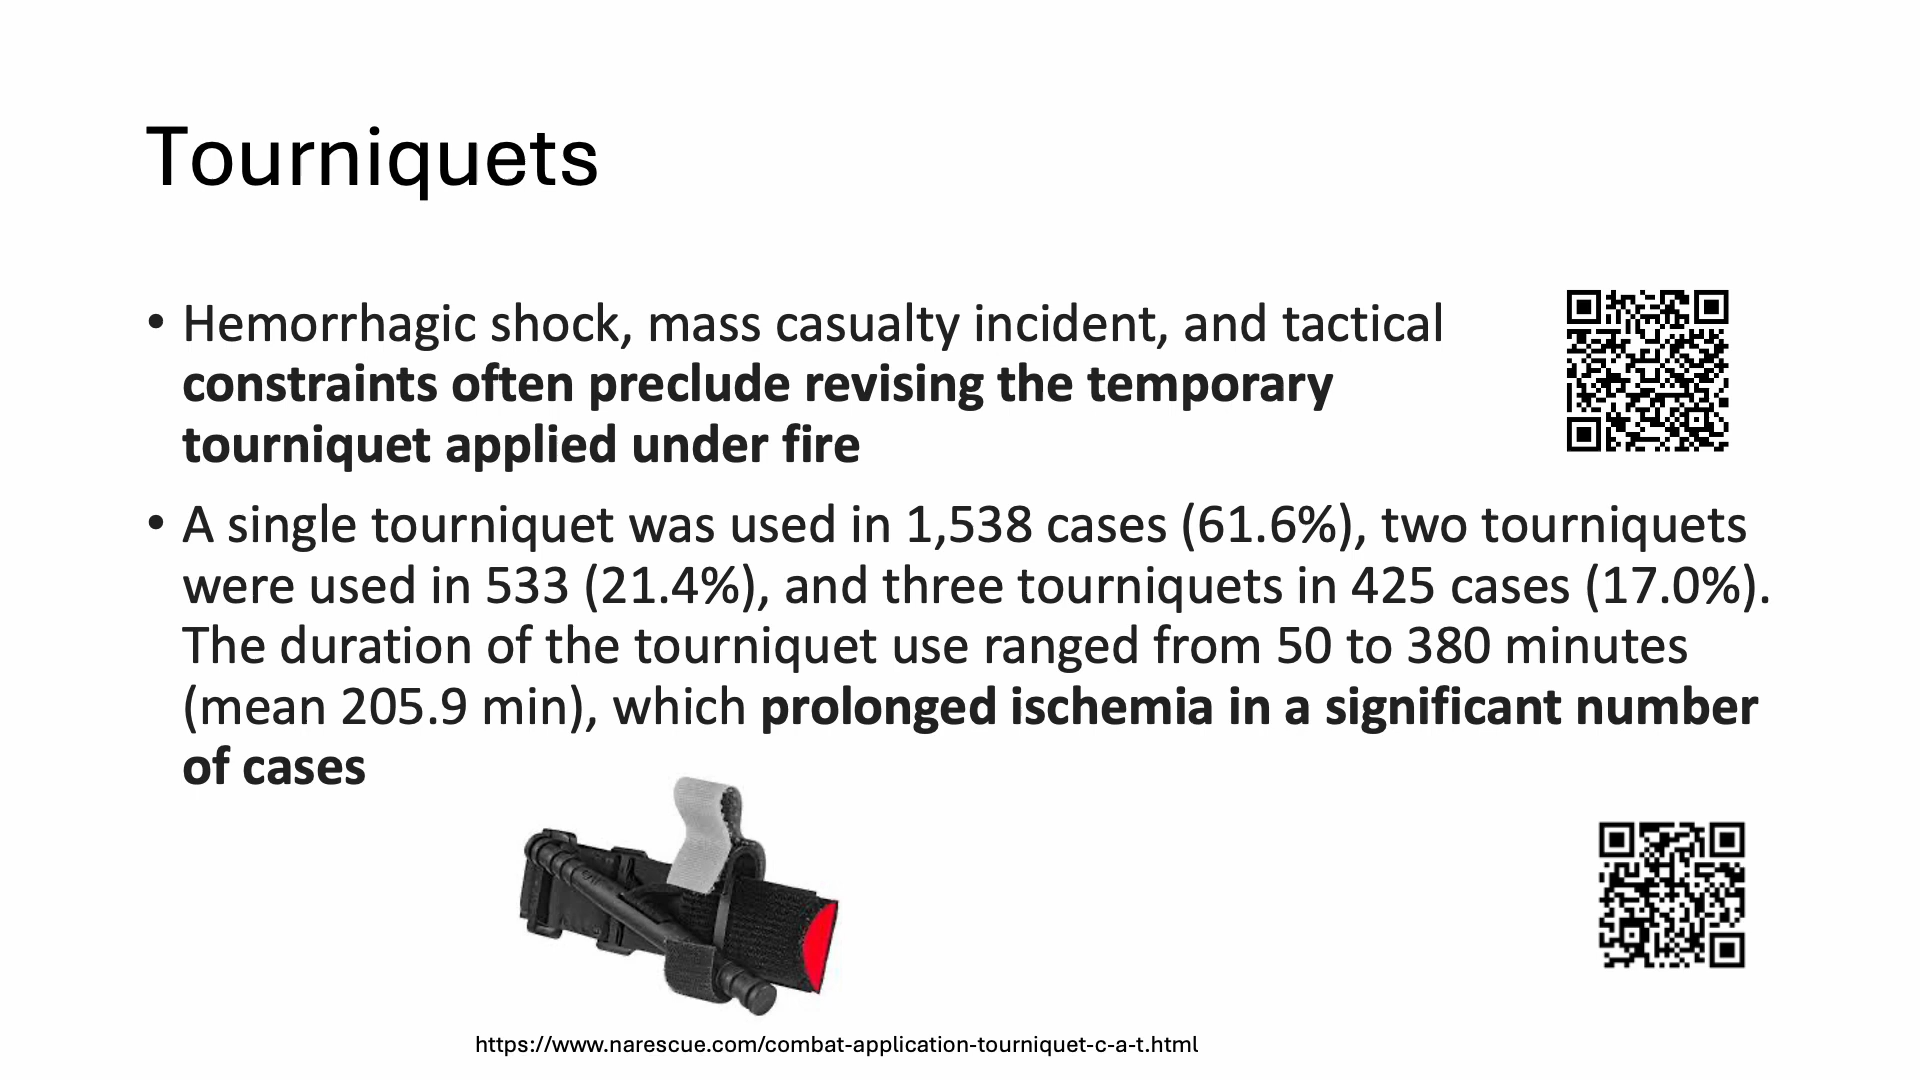 Tourniquets
• Hemorrhagic shock, mass casualty incident, and tactical
constraints often preclude revising the temporary
tourniquet applied under fire
• A single tourniquet was used in 1,538 cases (61.6%), two tourniquets
were used in 533 (21.4%), and three tourniquets in 425 cases (17.0%).
The duration of the tourniquet use ranged from 50 to 380 minutes
(mean 205.9 min), which prolonged ischemia in a significant number
of cases
https://www.narescue.com/combat-application-tourniquet-c-a-t.html